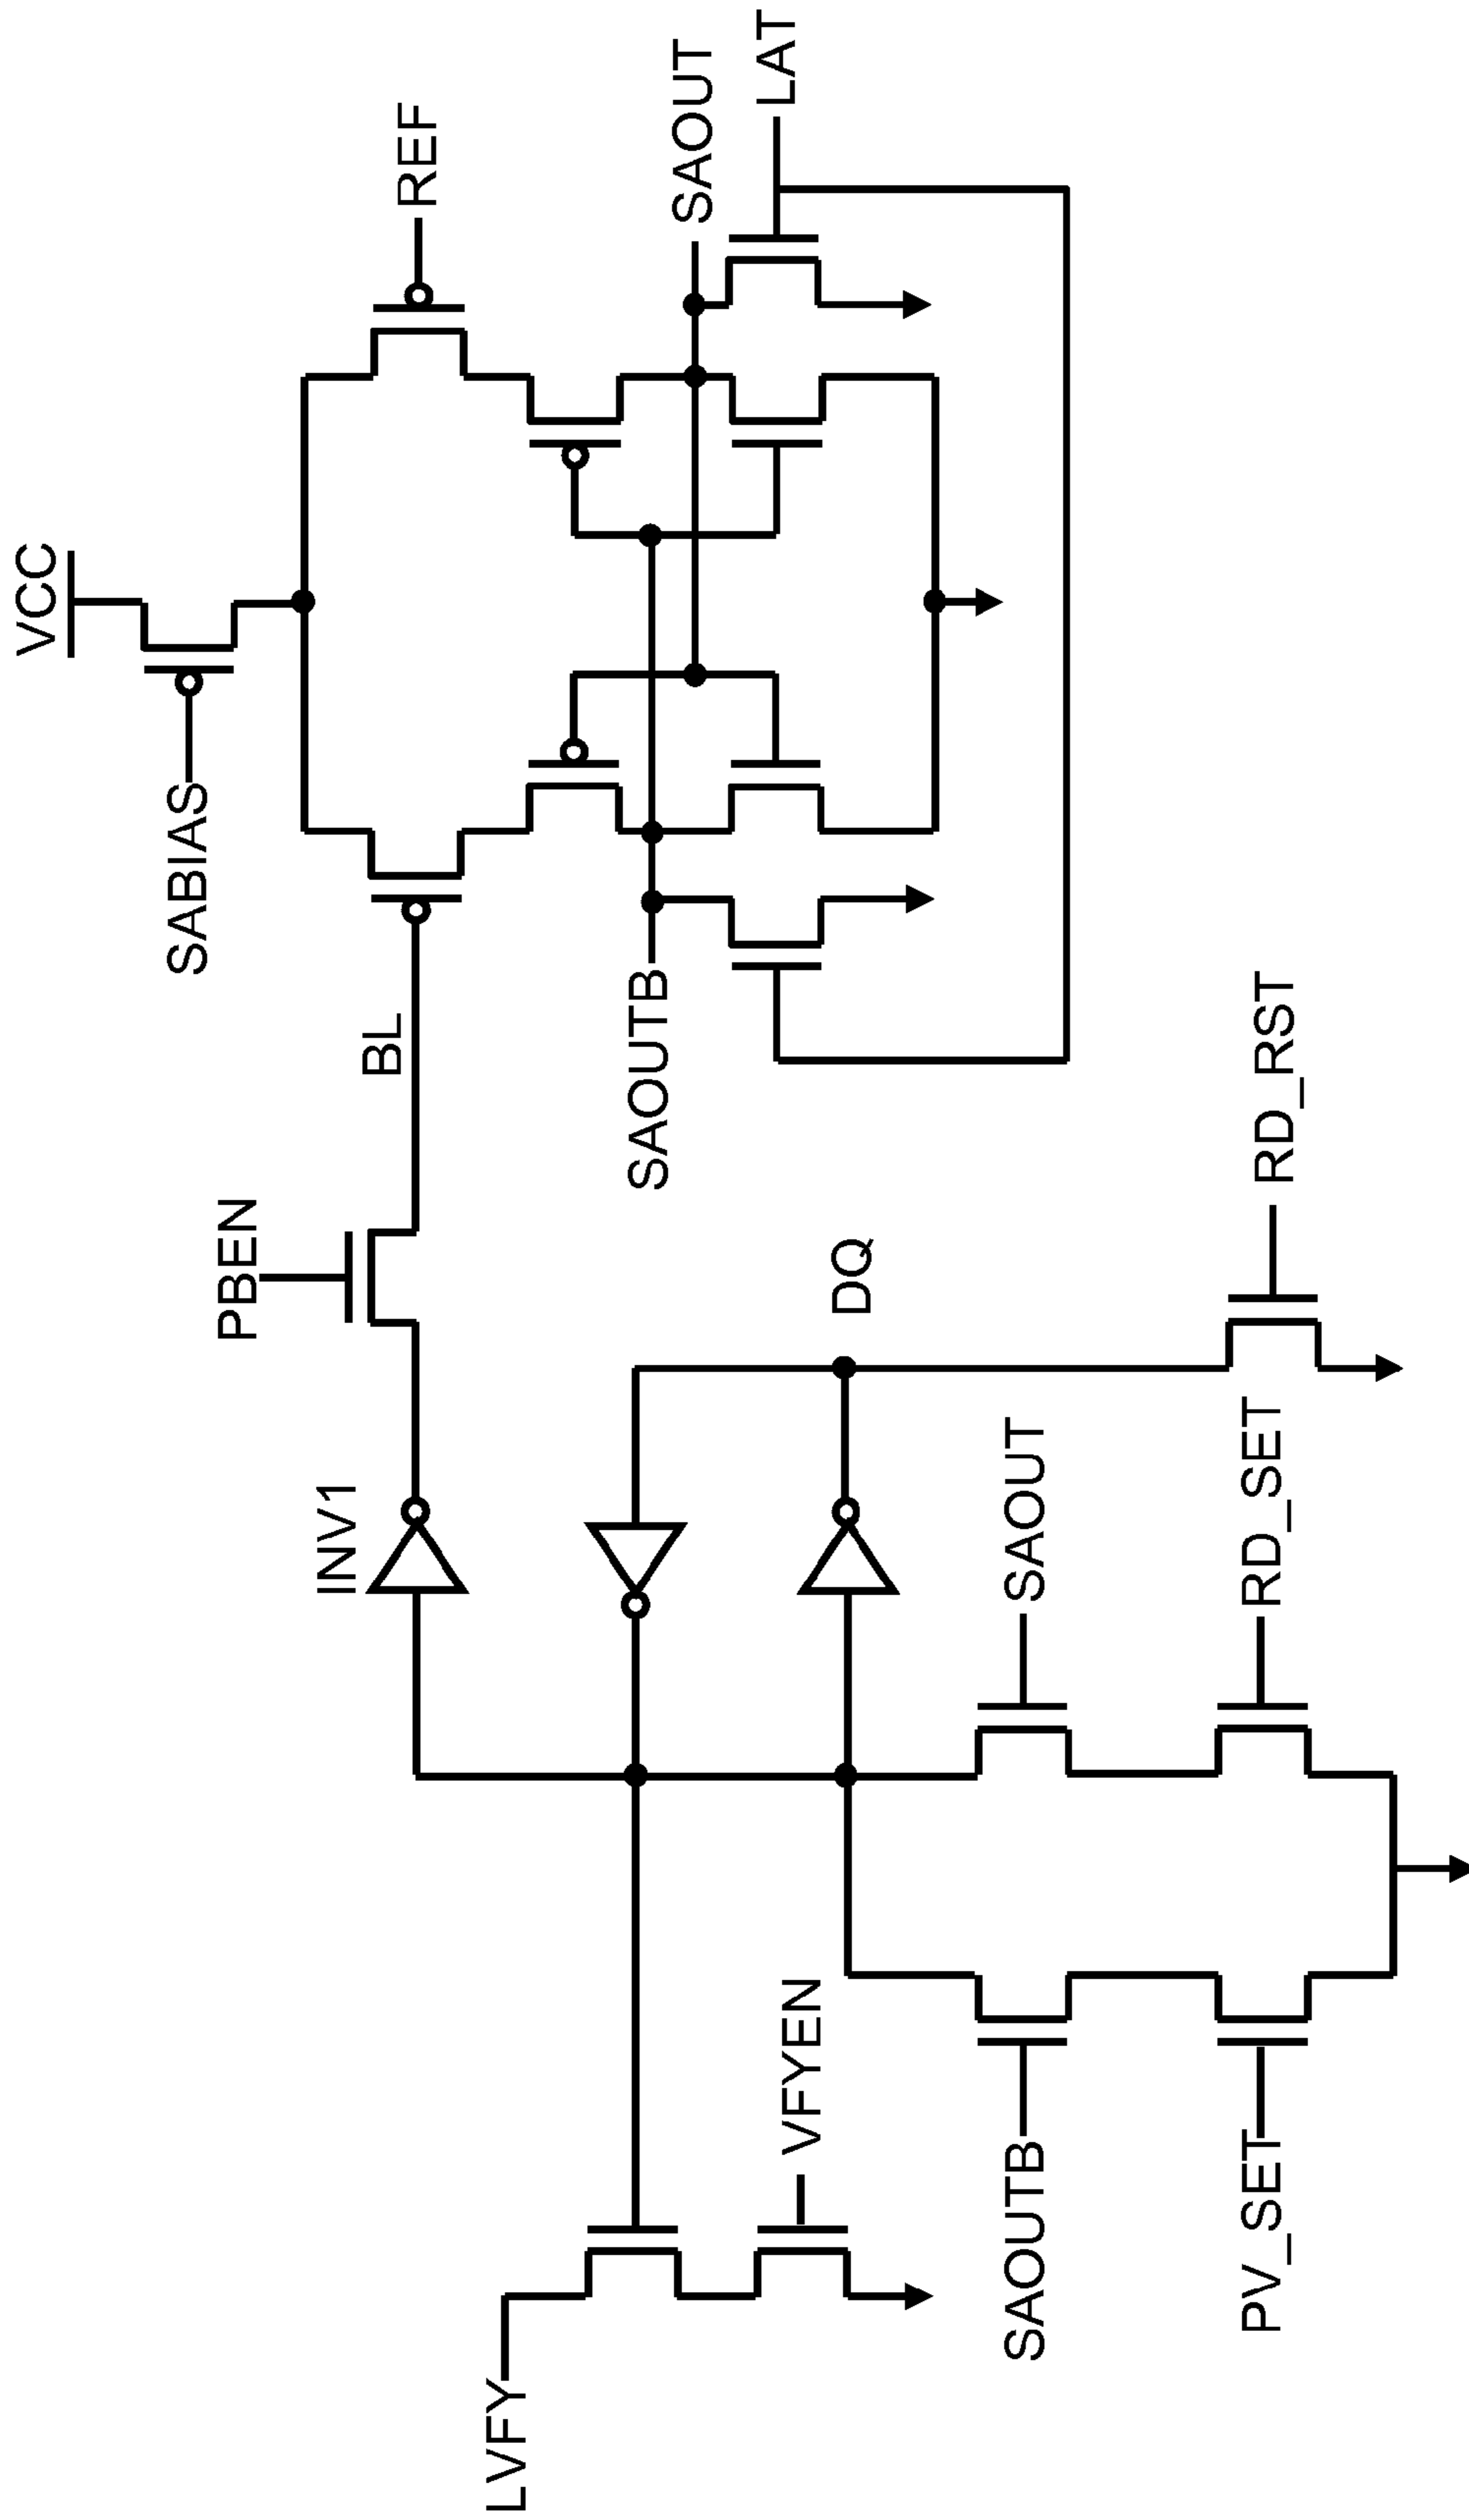 VCC
SABIAS
REF
PBEN
BL
INV1
SAOUTB
SAOUT
LAT
LVFY
VFYEN
DQ
SAOUTB
SAOUT
PV_SET
RD_SET
RD_RST